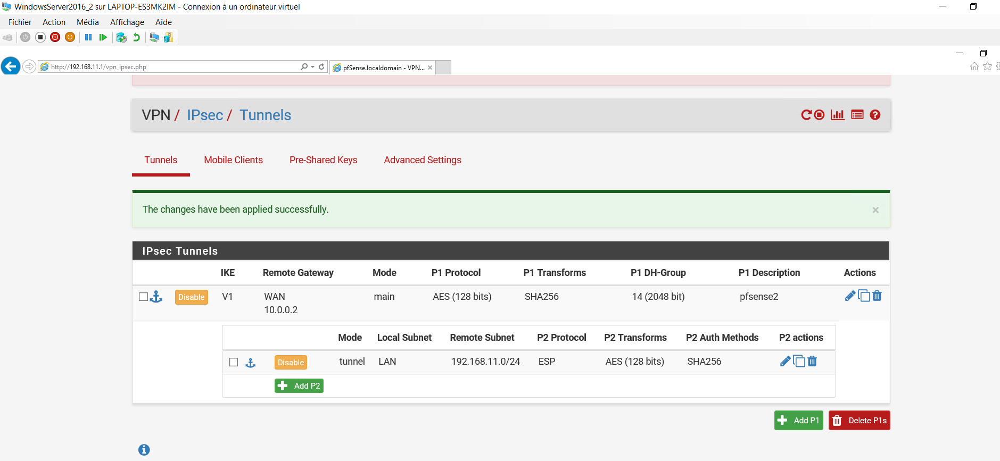 WindowsServer2016_2 sur LAPTOP-ES3MK2IM - Connexion à un ordinateur virtuel
Fichier Action Média Affichage Aide
http://192.168.11.1/vpn_ipsec.php
pfSense.localdomain - VPN...
VPN / IPsec / Tunnels
Tunnels Mobile Clients Pre-Shared Keys Advanced Settings
The changes have been applied successfully.
IPsec Tunnels
IKE Remote Gateway Mode P1 Protocol P1 Transforms P1 DH-Group P1 Description Actions
Disable V1 WAN main AES (128 bits) SHA256 14 (2048 bit) pfsense2
10.0.0.2
Mode Local Subnet Remote Subnet P2 Protocol P2 Transforms P2 Auth Methods P2 actions
Disable tunnel LAN 192.168.11.0/24 ESP AES (128 bits) SHA256
Add P2
Add P1 Delete P1s